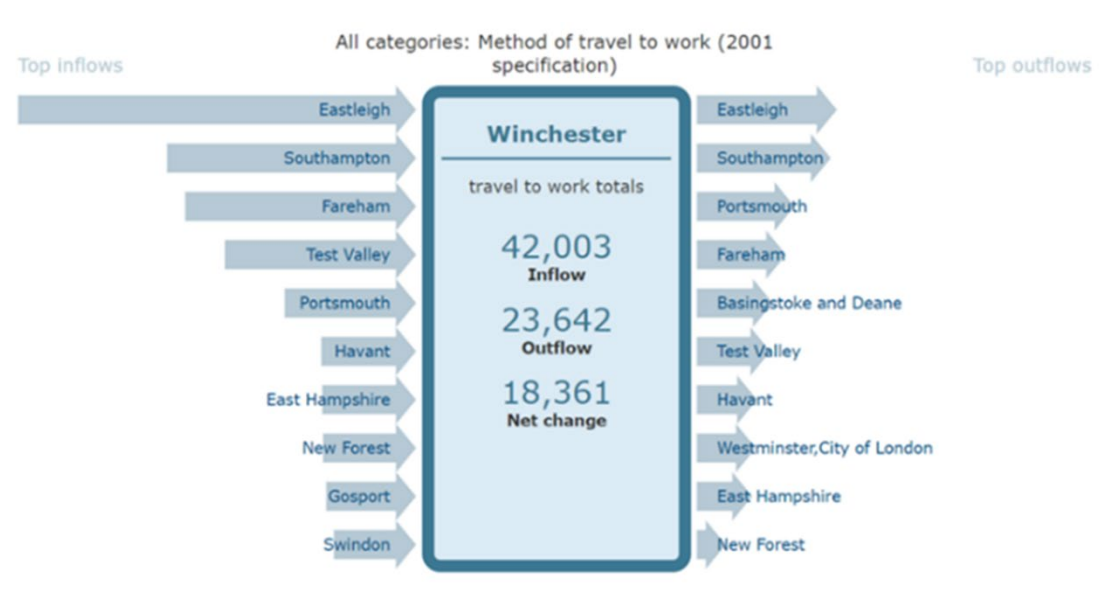 All categories: Method of travel to work (2001
specification)
Top inflows
Top outflows
Eastleigh
Southampton
Fareham
Test Valley
Portsmouth
Havant
East Hampshire
New Forest
Gosport
Swindon
Winchester
travel to work totals
42,003
Inflow
23,642
Outflow
18,361
Net change
Eastleigh
Southampton
Portsmouth
Fareham
Basingstoke and Deane
Test Valley
Havant
Westminster,City of London
East Hampshire
New Forest